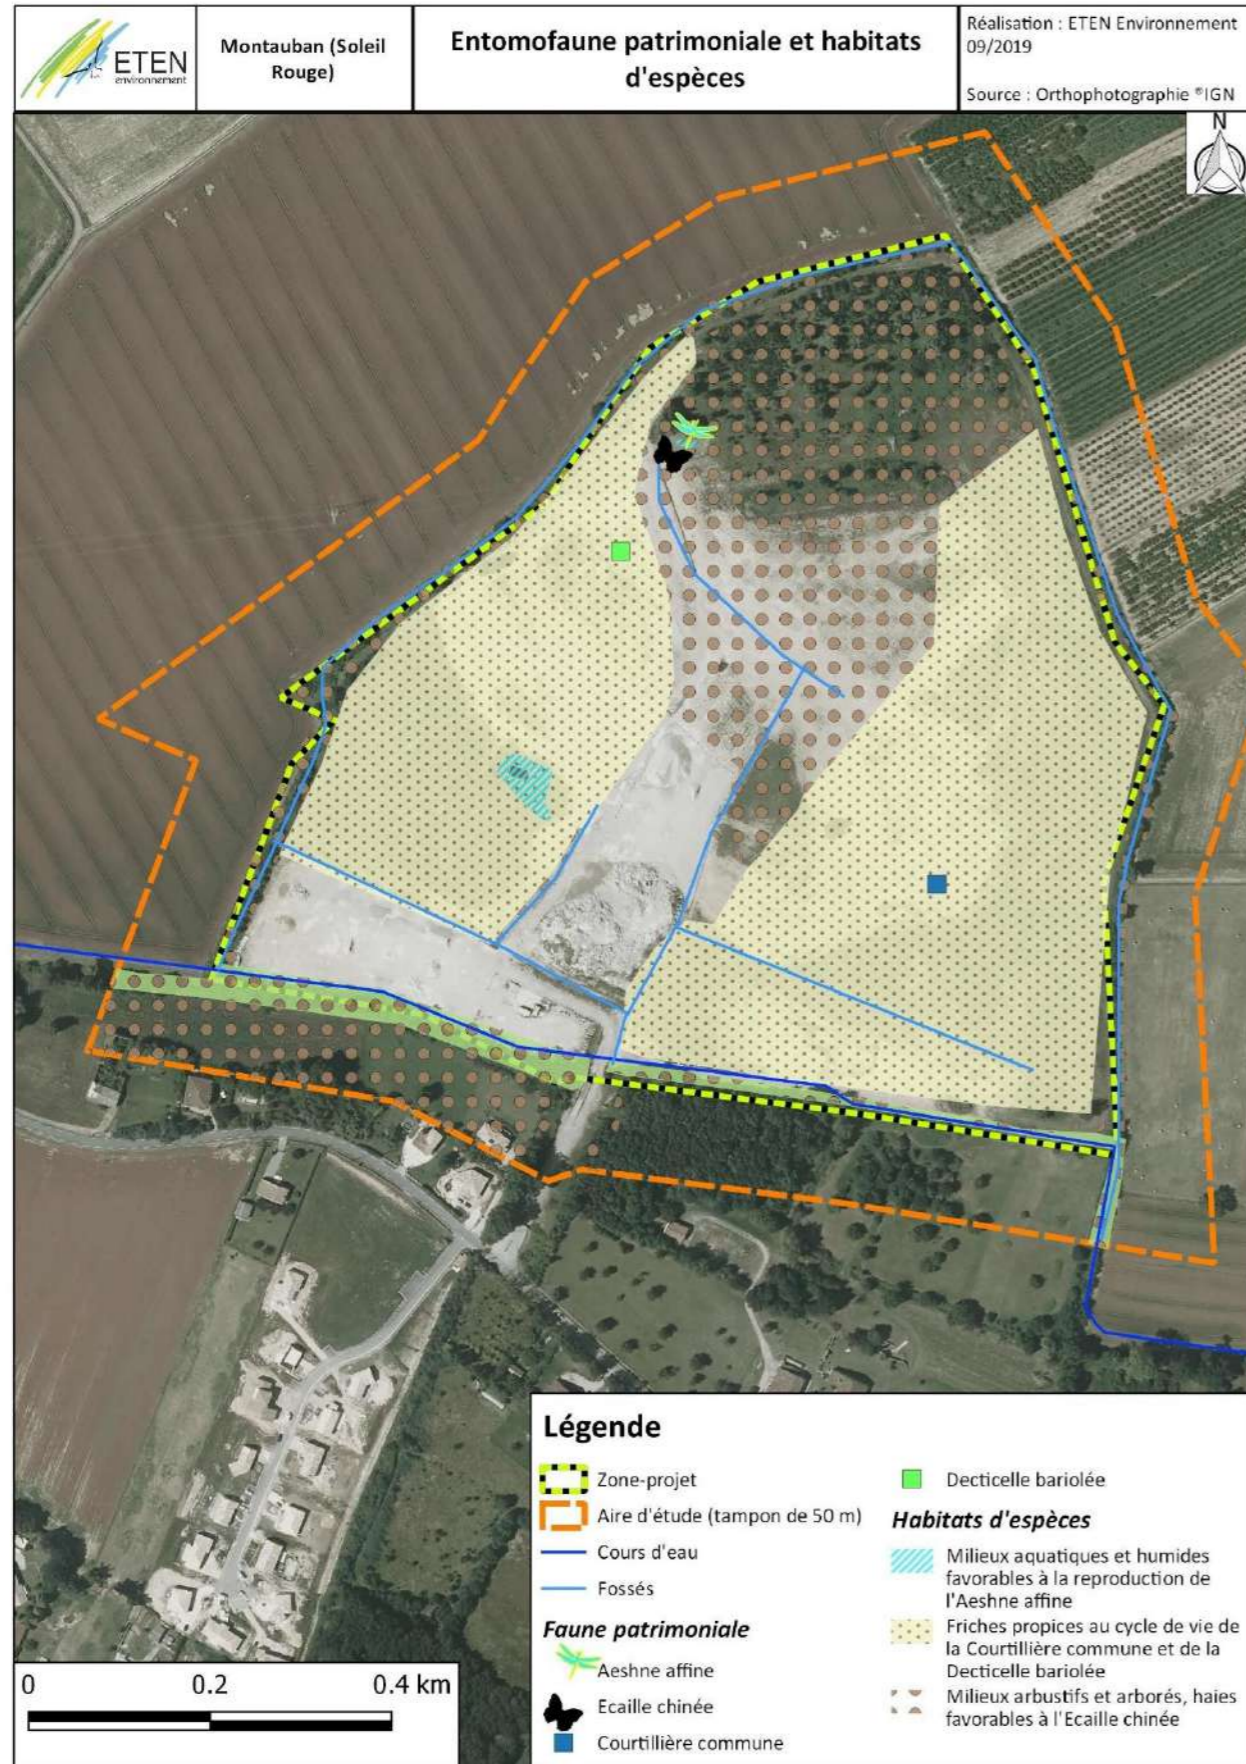 ETEN
environnement
Montauban (Soleil
Rouge)
Entomofaune patrimoniale et habitats
d'espèces
Réalisation : ETEN Environnement
09/2019
Source : Orthophotographie ®IGN
N
Légende
Zone-projet
Aire d'étude (tampon de 50 m)
Cours d'eau
Fossés
Faune patrimoniale
Aeshne affine
Ecaille chinée
Courtillière commune
Decticelle bariolée
Habitats d'espèces
Milieux aquatiques et humides
favorables à la reproduction de
l'Aeshne affine
Friches propices au cycle de vie de
la Courtillière commune et de la
Decticelle bariolée
Milieux arbustifs et arborés, haies
favorables à l'Ecaille chinée
0 0.2 0.4 km